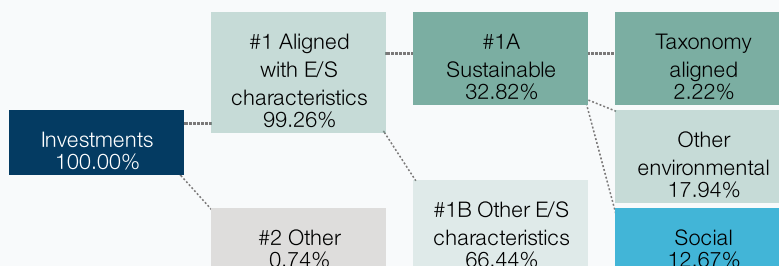 #1 Aligned
with E/S
characteristics
99.26%
#1A
Sustainable
32.82%
Taxonomy
aligned
2.22%
Investments
100.00%
Other
environmental
17.94%
#1B Other E/S
characteristics
66.44%
#2 Other
0.74%
Social
12.67%